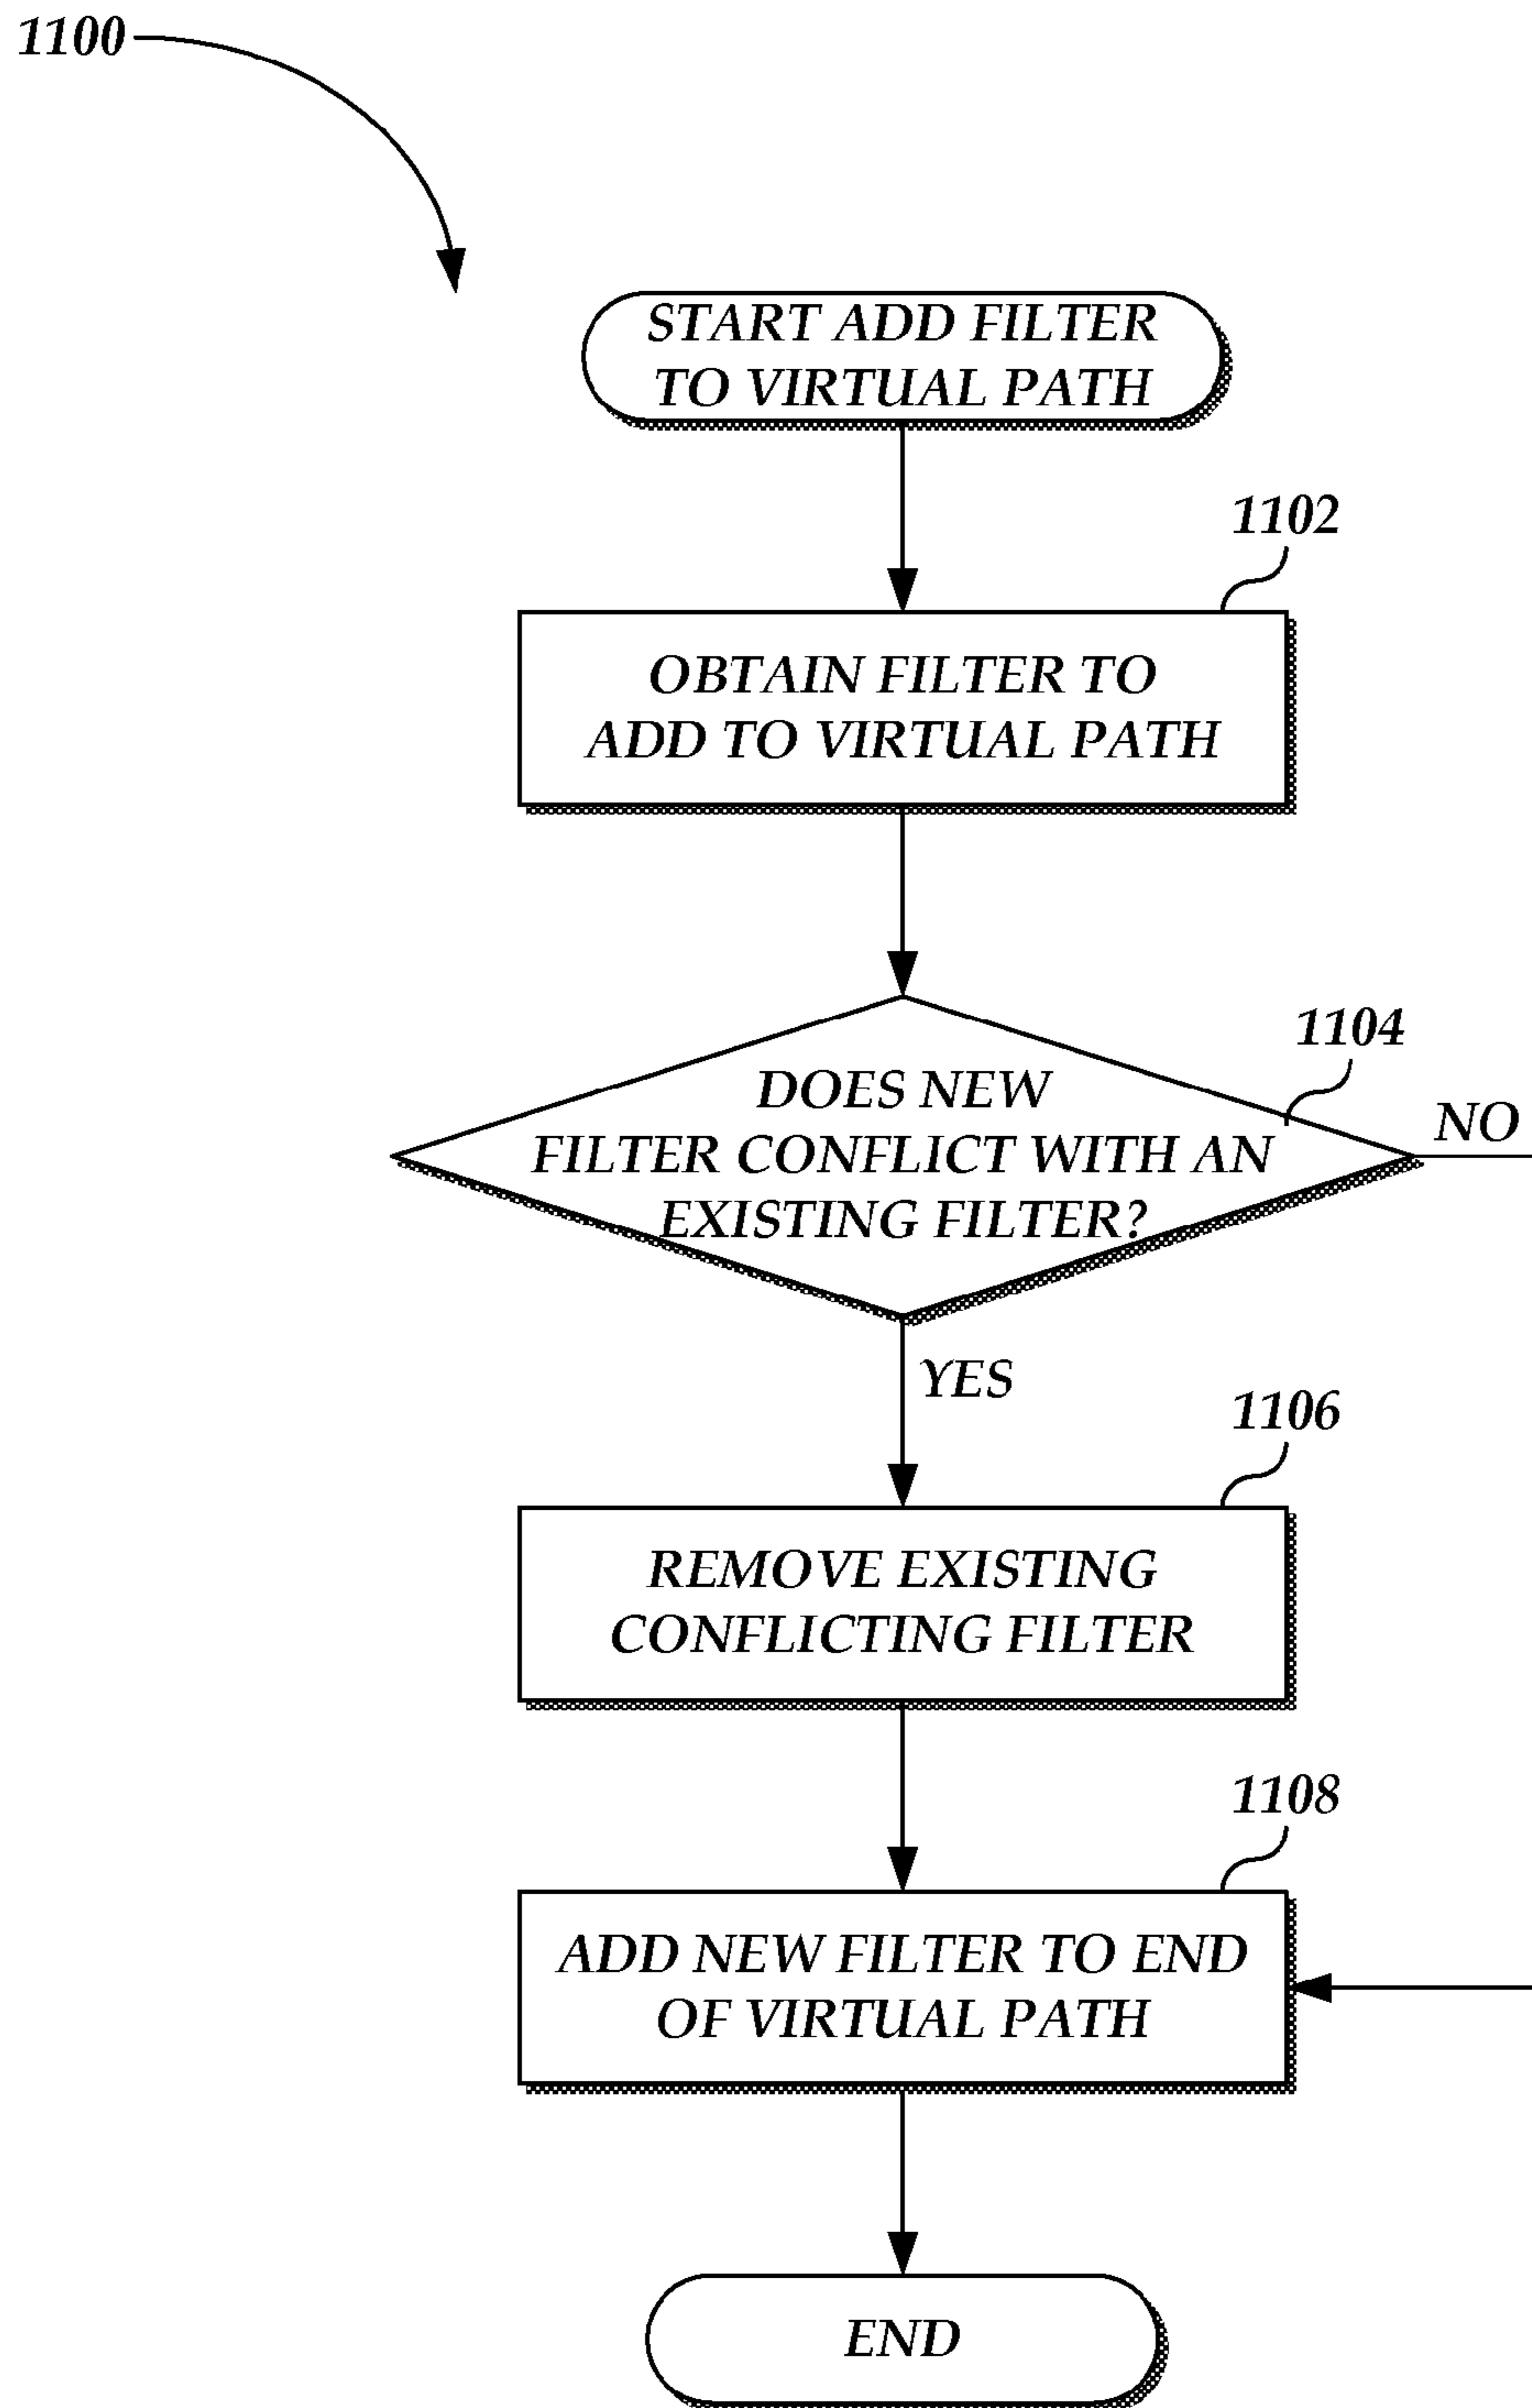 1100
START ADD FILTER
TO VIRTUAL PATH
1102
OBTAIN FILTER TO
ADD TO VIRTUAL PATH
1104
DOES NEW
FILTER CONFLICT WITH AN
EXISTING FILTER?
NO
YES
1106
REMOVE EXISTING
CONFLICTING FILTER
1108
ADD NEW FILTER TO END
OF VIRTUAL PATH
END